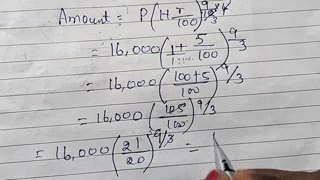 Amount = P(1+r/100)^9/3
= 16,000(1+5/100)^9/3
= 16,000(100+5/100)^9/3
= 16,000(105/100)^9/3
= 16,000(21/20)^9/3 =